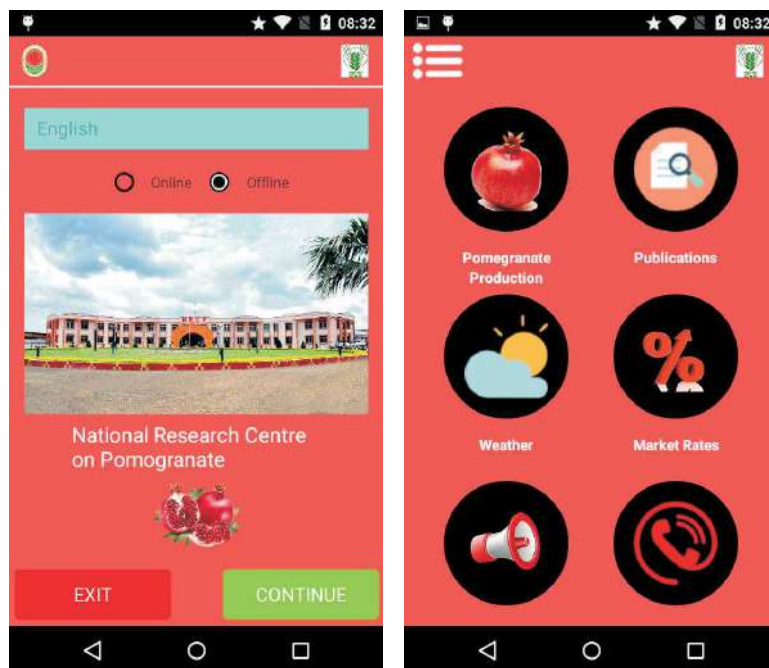 08:32
English
Online Offline
NRCP
National Research Centre
on Pomogranate
EXIT CONTINUE
08:32
Pomegranate
Production
Publications
Weather
Market Rates